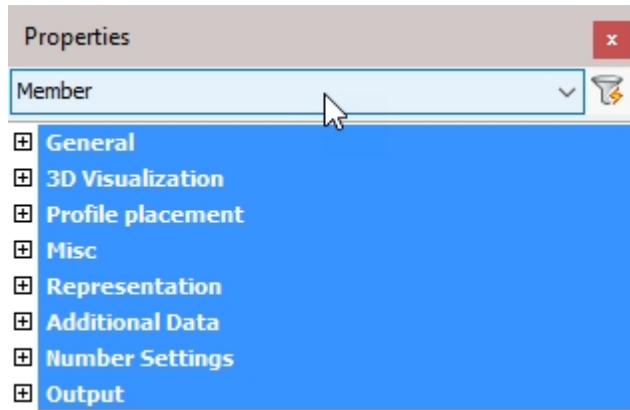 Properties
x
Member
General
3D Visualization
Profile placement
Misc
Representation
Additional Data
Number Settings
Output